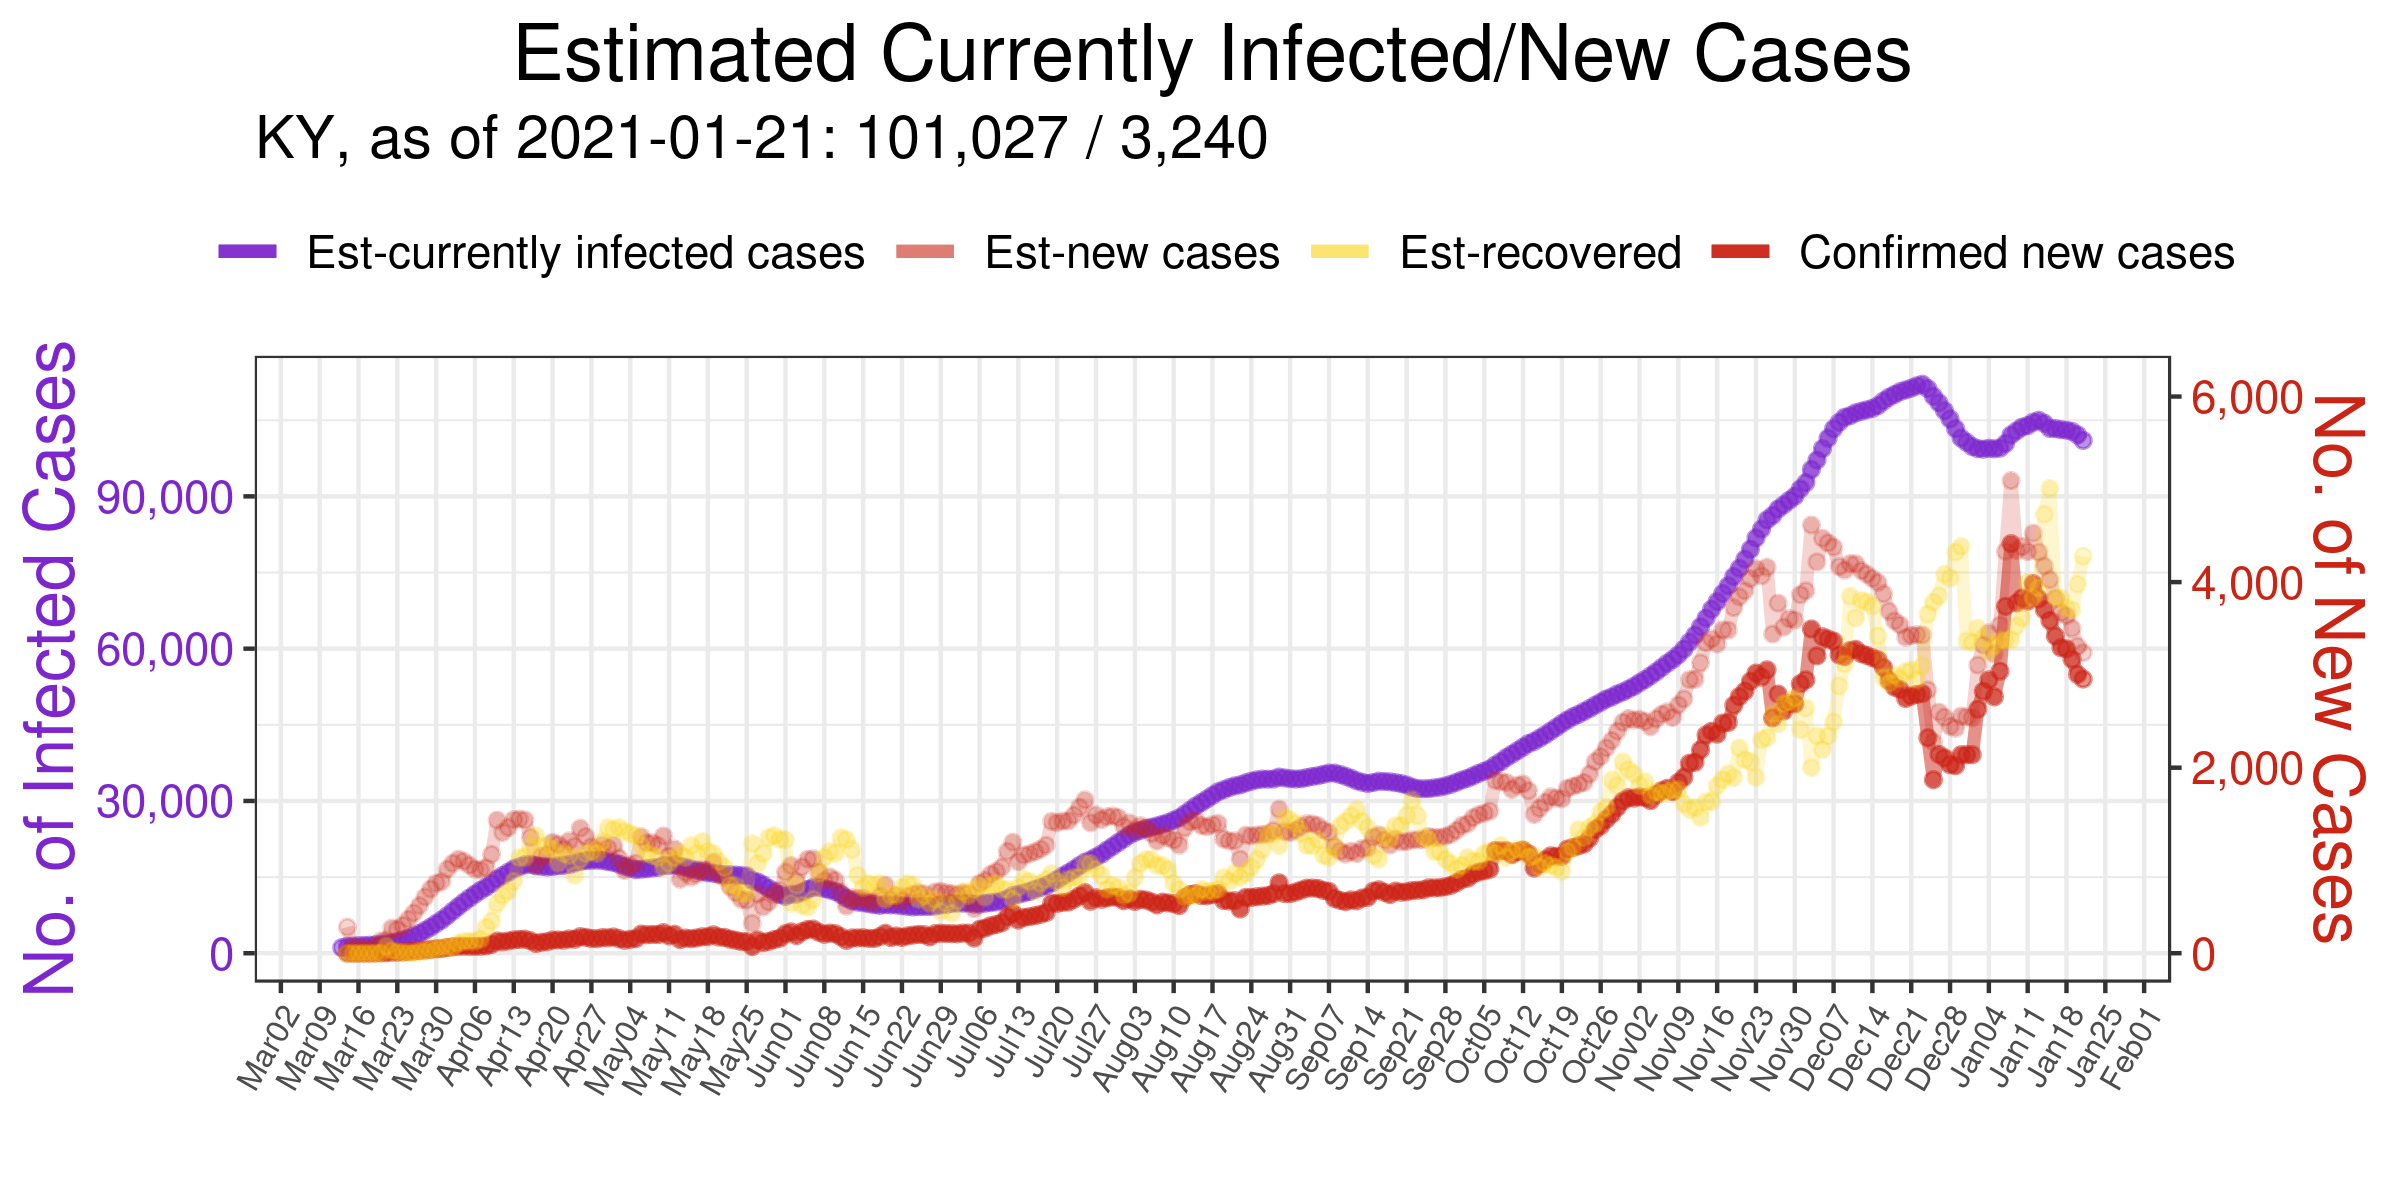 Estimated Currently Infected/New Cases
KY, as of 2021-01-21: 101,027 / 3,240
Est-currently infected cases Est-new cases Est-recovered Confirmed new cases
No. of Infected Cases
90,000
60,000
30,000
0
6,000
4,000
2,000
0
No. of New Cases
Mar02 Mar09 Mar16 Mar23 Mar30 Apr06 Apr13 Apr20 Apr27 May04 May11 May18 May25 Jun01 Jun08 Jun15 Jun22 Jun29 Jul06 Jul13 Jul20 Jul27 Aug03 Aug10 Aug17 Aug24 Aug31 Sep07 Sep14 Sep21 Sep28 Oct05 Oct12 Oct19 Oct26 Nov02 Nov09 Nov16 Nov23 Nov30 Dec07 Dec14 Dec21 Dec28 Jan04 Jan11 Jan18 Jan25 Feb01